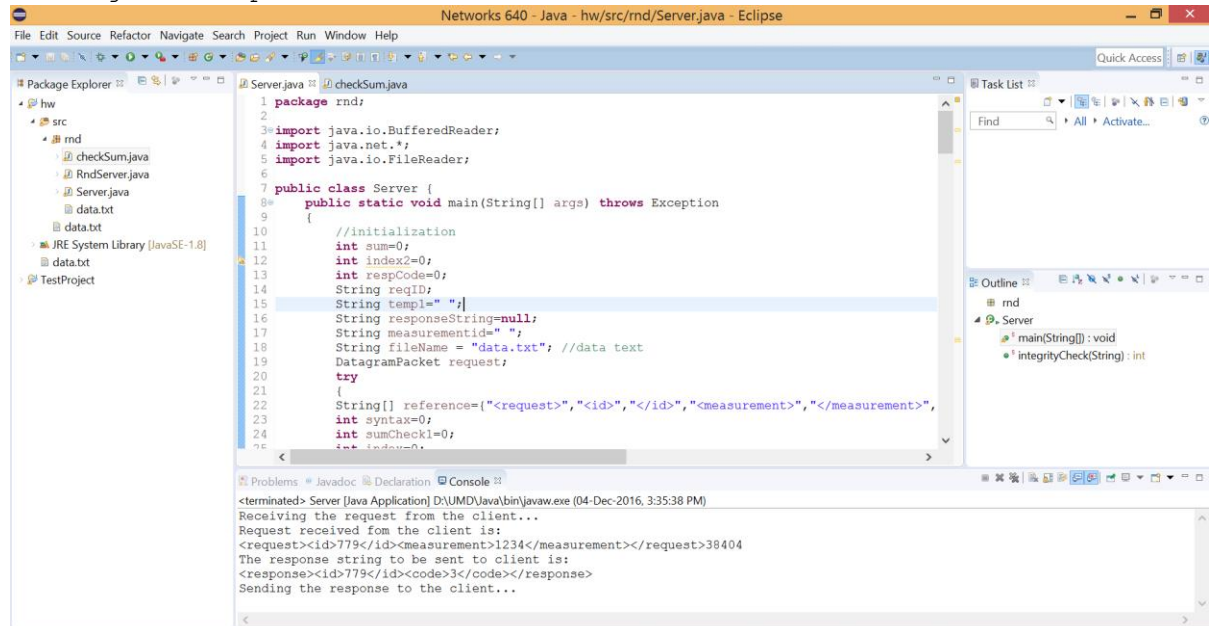 Networks 640 - Java - hw/src/rnd/Server.java - Eclipse
File Edit Source Refactor Navigate Search Project Run Window Help
Quick Access
Package Explorer
hw
src
rnd
checkSum.java
RndServer.java
Server.java
data.txt
data.txt
JRE System Library [JavaSE-1.8]
data.txt
TestProject
Server.java checkSum.java
1 package rnd;
2
3 import java.io.BufferedReader;
4 import java.net.*;
5 import java.io.FileReader;
6
7 public class Server {
8 public static void main(String[] args) throws Exception
9 {
10 //initialization
11 int sum=0;
12 int index2=0;
13 int respCode=0;
14 String reqID;
15 String temp1=" ";
16 String responseString=null;
17 String measurementid=" ";
18 String fileName = "data.txt"; //data text
19 DatagramPacket request;
20 try
21 {
22 String[] reference={"<request>","<id>","</id>","<measurement>","</measurement>",
23 int syntax=0;
24 int sumCheck1=0;
25 int index=0;
Task List
Find All Activate...
Outline
rnd
Server
main(String[]) : void
integrityCheck(String) : int
Problems Javadoc Declaration Console
<terminated> Server [Java Application] D:\UMD\Java\bin\javaw.exe (04-Dec-2016, 3:35:38 PM)
Receiving the request from the client...
Request received fom the client is:
<request><id>779</id><measurement>1234</measurement></request>38404
The response string to be sent to client is:
<response><id>779</id><code>3</code></response>
Sending the response to the client...